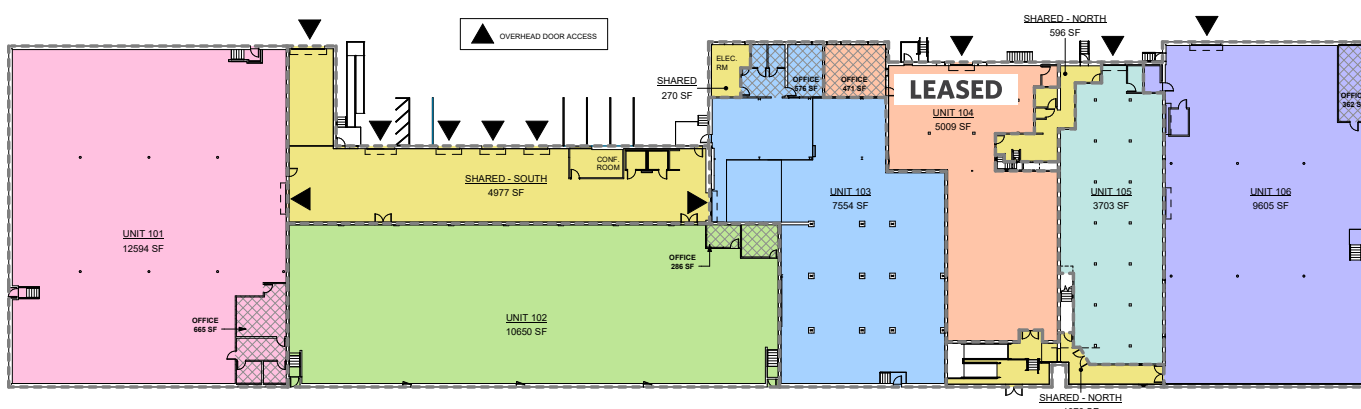 OVERHEAD DOOR ACCESS
SHARED - NORTH
596 SF
ELEC.
RM
SHARED
270 SF
OFFICE
576 SF
OFFICE
471 SF
LEASED
UNIT 104
5009 SF
362 S
CONF.
ROOM
SHARED - SOUTH
4977 SF
UNIT 103
7554 SF
UNIT 105
3703 SF
UNIT 106
9605 SF
UNIT 101
12594 SF
OFFICE
286 SF
OFFICE
665 SF
UNIT 102
10650 SF
SHARED - NORTH